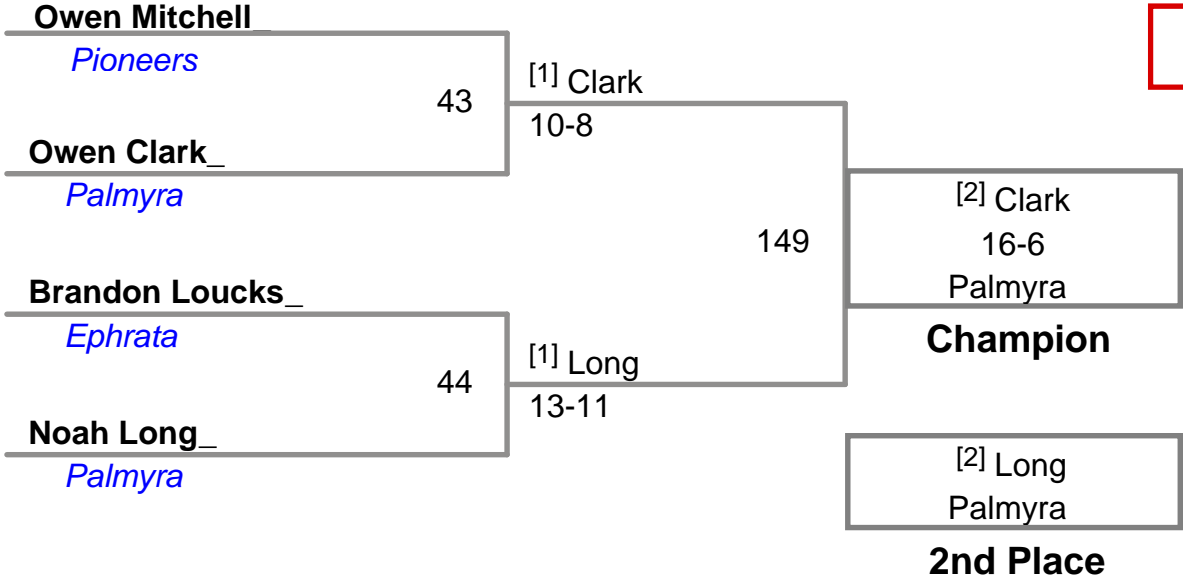 Owen Mitchell_
Pioneers
43
[1] Clark
10-8
Owen Clark_
Palmyra
149
[2] Clark
16-6
Palmyra
Champion
Brandon Loucks_
Ephrata
44
[1] Long
13-11
Noah Long_
Palmyra
[2] Long
Palmyra
2nd Place